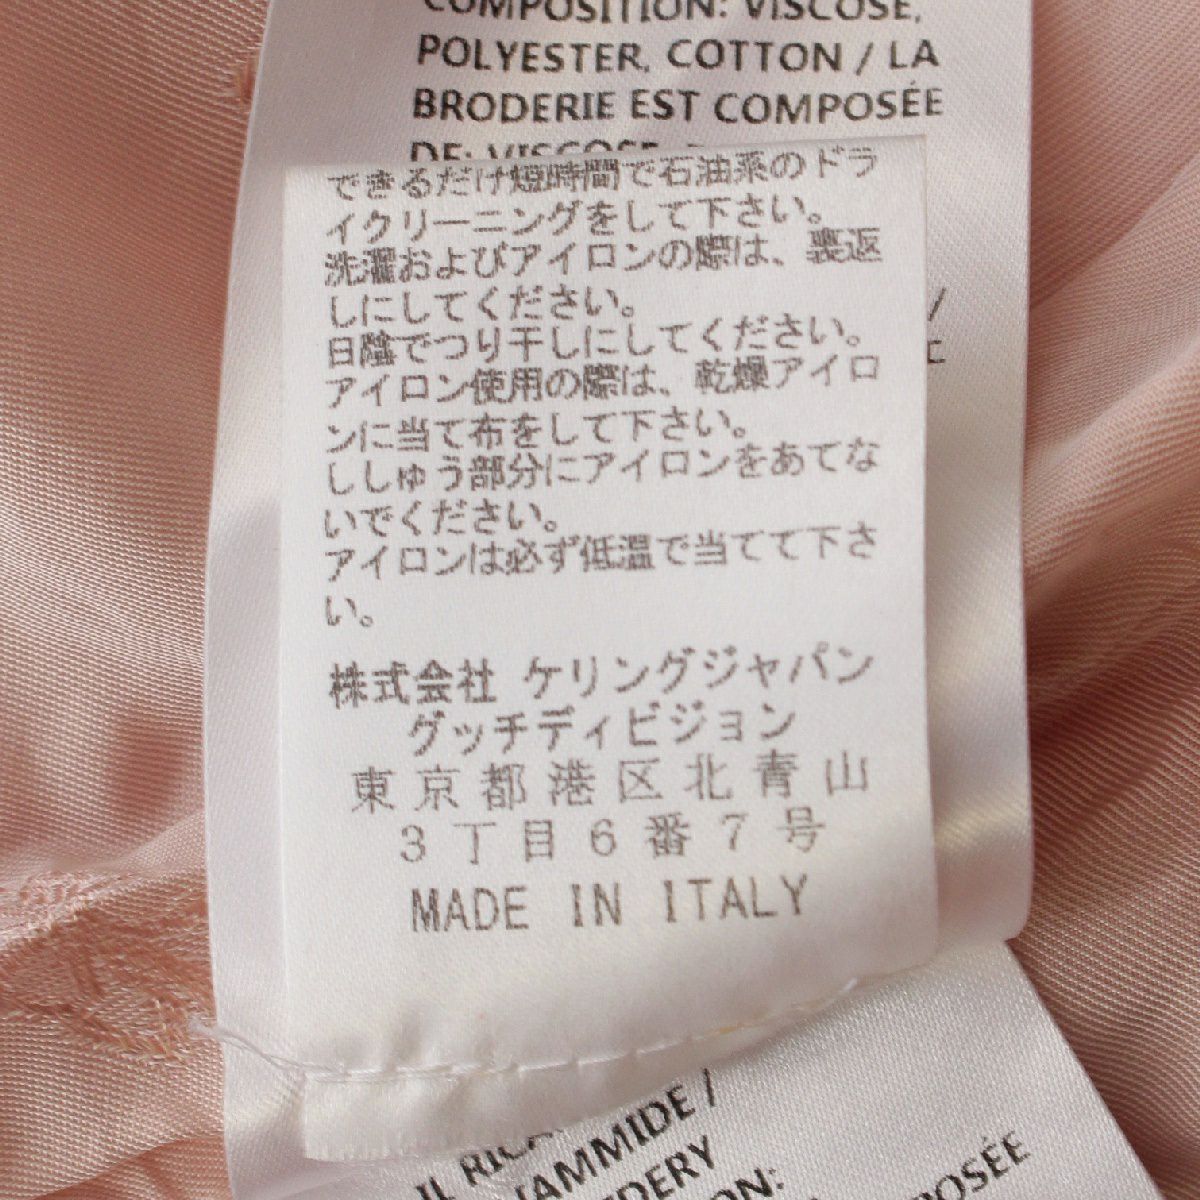 COMPOSITION: VISCOSE,
POLYESTER, COTTON / LA
BRODERIE EST COMPOSÉE
DE: VISCOSE,
できるだけ短時間で石油系のドラ
イクリーニングをして下さい。
洗濯およびアイロンの際は、裏返
しにしてください。
日陰でつり干しにしてください。
アイロン使用の際は、乾燥アイロ
ンに当て布をして下さい。
ししゅう部分にアイロンをあてな
いでください。
アイロンは必ず低温で当てて下さ
い。
株式会社 ケリングジャパン
グッチディビジョン
東京都港区北青山
3丁目6番7号
MADE IN ITALY
IL